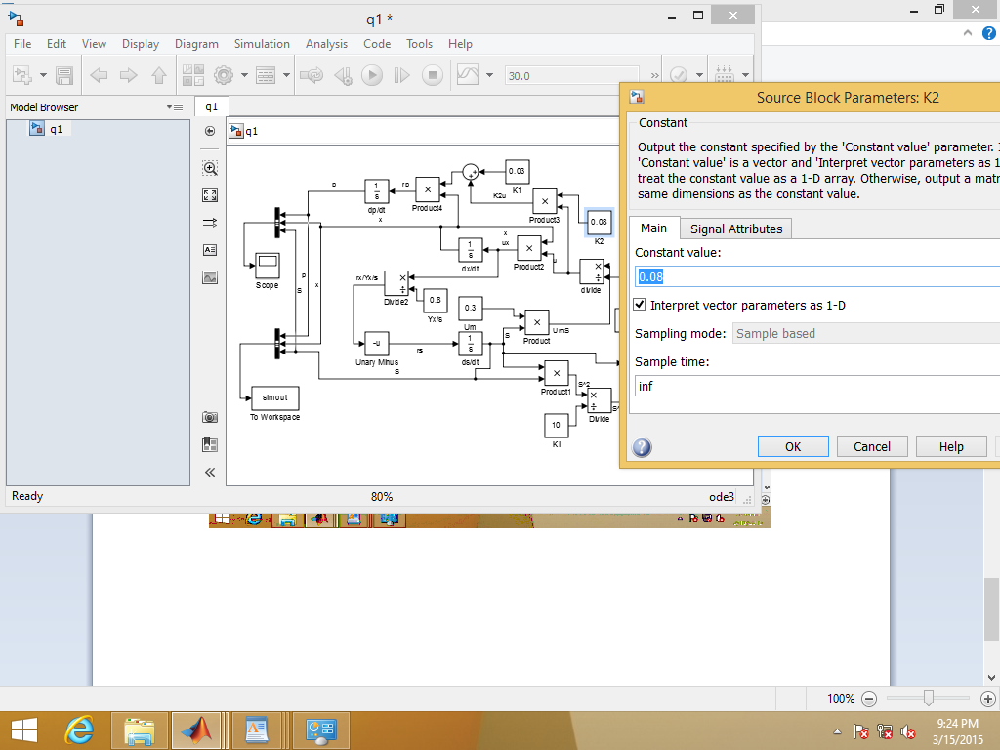 q1 *
File Edit View Display Diagram Simulation Analysis Code Tools Help
30.0
»
Model Browser
q1
q1
q1
p
1
s
dp/dt
x
rp
×
Product4
+
+
0.03
K1
K2u
×
Product3
0.08
K2
x
ux
1
s
dx/dt
×
Product2
u
×
÷
divide
Scope
p
S
x
rx/Yx/s
×
÷
Divide2
0.8
Yx/s
0.3
Um
×
Product
UmS
-u
Unary Minus
S
rs
1
s
ds/dt
S
×
Product1
S^2
×
÷
Divide
10
KI
simout
To Workspace
Ready
80%
ode3
Source Block Parameters: K2
Constant
Output the constant specified by the 'Constant value' parameter.
'Constant value' is a vector and 'Interpret vector parameters as 1
treat the constant value as a 1-D array. Otherwise, output a mat
same dimensions as the constant value.
Main Signal Attributes
Constant value:
0.08
Interpret vector parameters as 1-D
Sampling mode: Sample based
Sample time:
inf
?
OK Cancel Help
100%
9:24 PM
3/15/2015